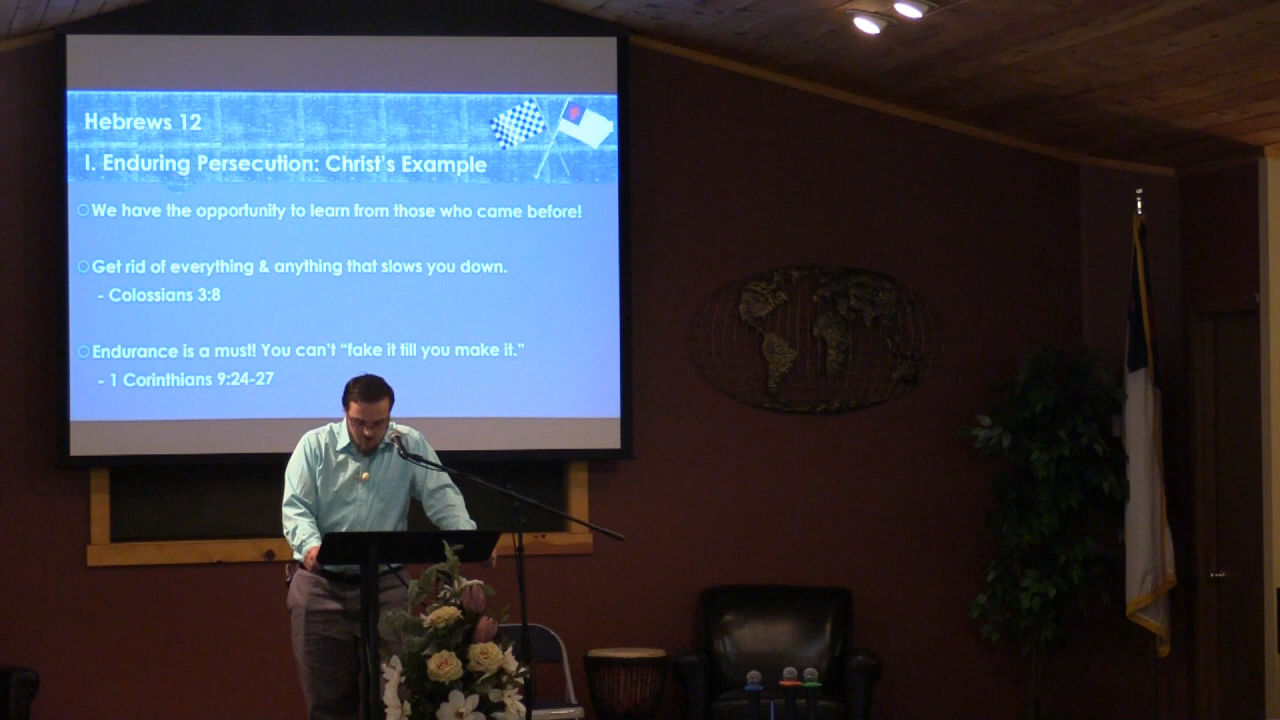 Hebrews 12
I. Enduring Persecution: Christ's Example
We have the opportunity to learn from those who came before!
Get rid of everything & anything that slows you down.
- Colossians 3:8
Endurance is a must! You can't “fake it till you make it.”
- 1 Corinthians 9:24-27